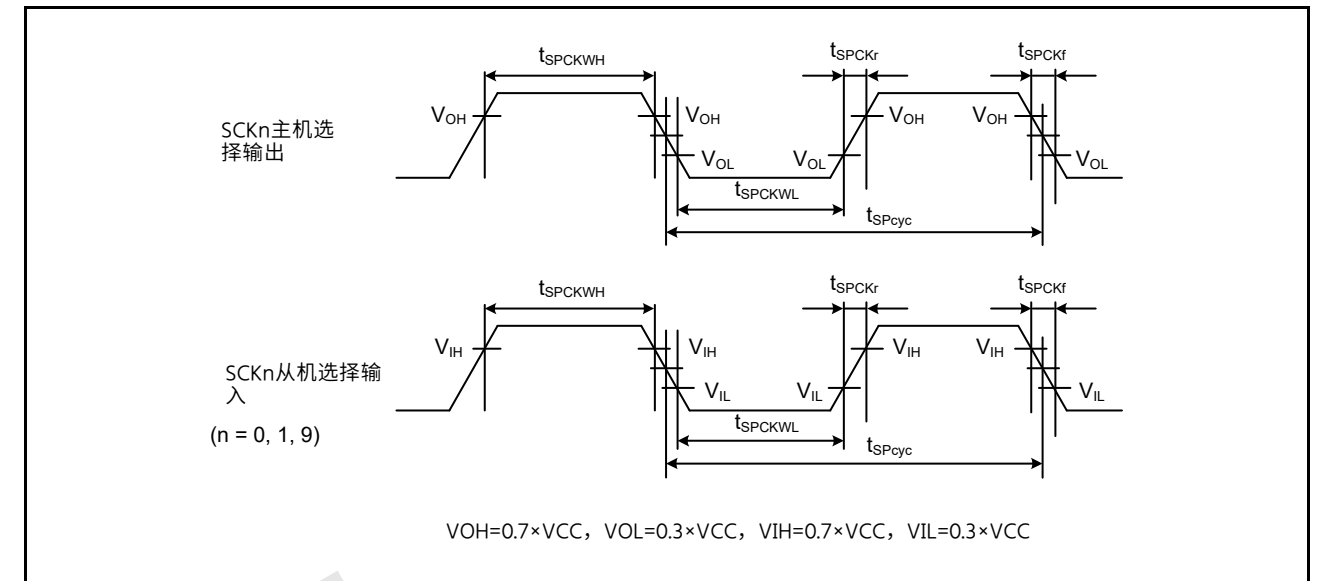 tSPCKWH
tSPCKr
tSPCKf
VOH
VOH
VOH
VOH
SCKn主机选
择输出
VOL
VOL
VOL
tSPCKWL
tSPcyc
tSPCKWH
tSPCKr
tSPCKf
VIH
VIH
VIH
VIH
SCKn从机选择输
入
VIL
VIL
VIL
(n = 0, 1, 9)
tSPCKWL
tSPcyc
VOH=0.7×VCC，VOL=0.3×VCC，VIH=0.7×VCC，VIL=0.3×VCC